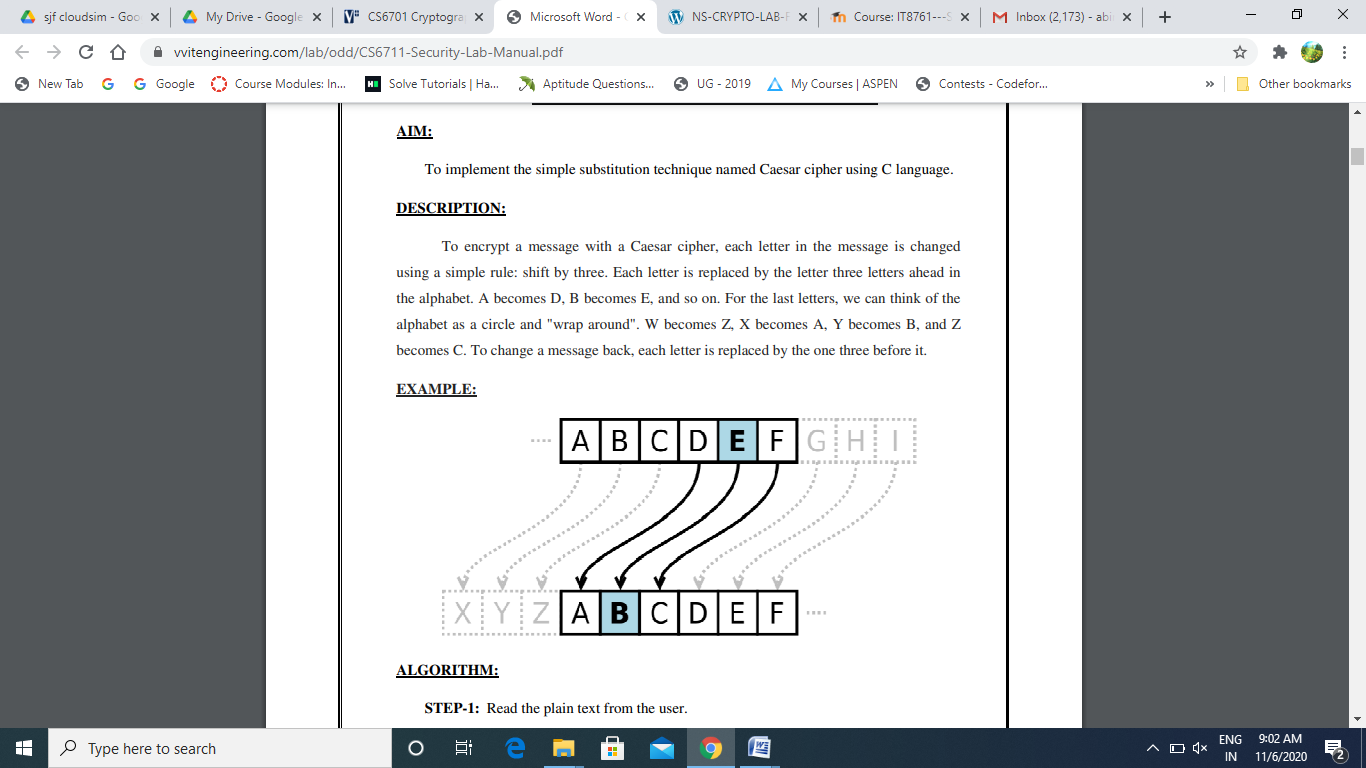 sjf cloudsim - Goo
My Drive - Google
CS6701 Cryptogra
Microsoft Word -
NS-CRYPTO-LAB-
Course: IT8761---S
Inbox (2,173) - abi
vvitengineering.com/lab/odd/CS6711-Security-Lab-Manual.pdf
New Tab
Google
Course Modules: In...
Solve Tutorials | Ha...
Aptitude Questions...
UG - 2019
My Courses | ASPEN
Contests - Codefor...
»
Other bookmarks
AIM:
To implement the simple substitution technique named Caesar cipher using C language.
DESCRIPTION:
To encrypt a message with a Caesar cipher, each letter in the message is changed
using a simple rule: shift by three. Each letter is replaced by the letter three letters ahead in
the alphabet. A becomes D, B becomes E, and so on. For the last letters, we can think of the
alphabet as a circle and "wrap around". W becomes Z, X becomes A, Y becomes B, and Z
becomes C. To change a message back, each letter is replaced by the one three before it.
EXAMPLE:
A B C D E F G H I
X Y Z A B C D E F
ALGORITHM:
STEP-1: Read the plain text from the user.
Type here to search
ENG
IN
9:02 AM
11/6/2020
2